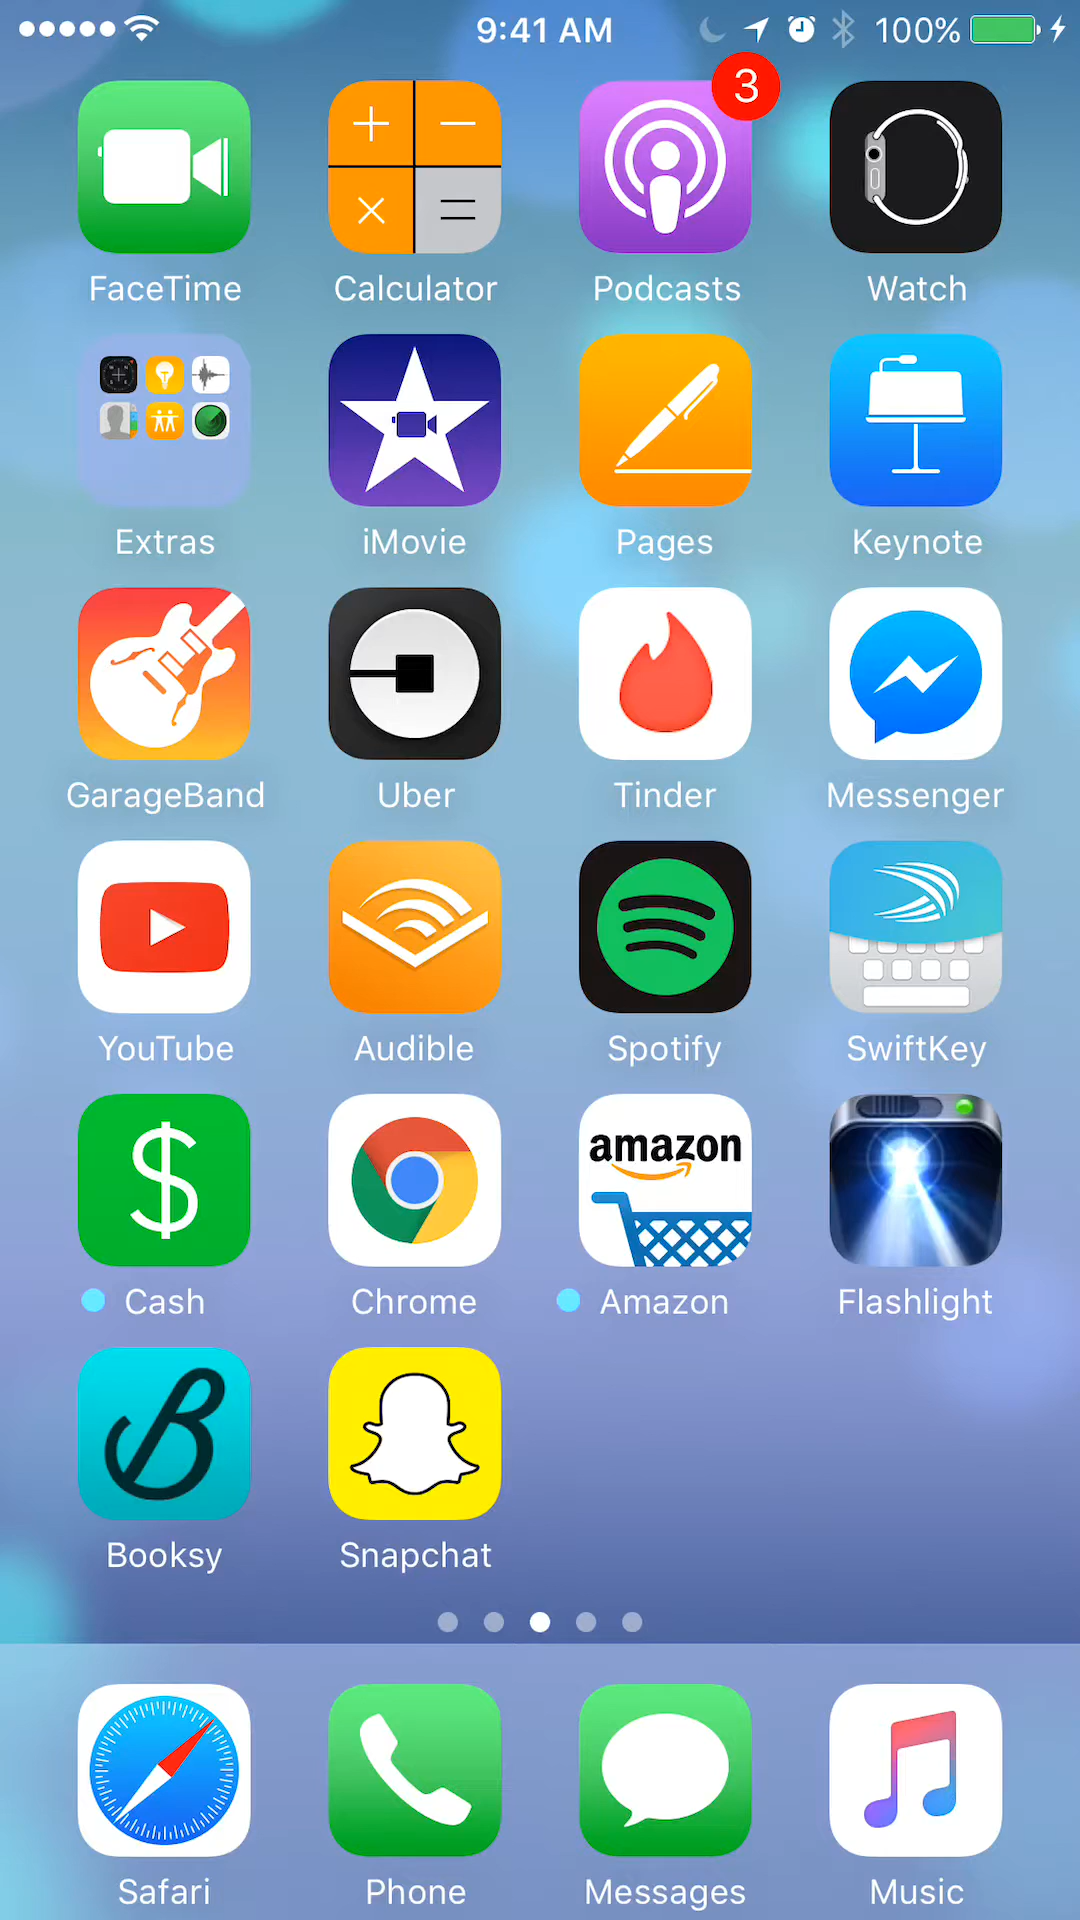 9:41 AM 100%
3
FaceTime Calculator Podcasts Watch
Extras iMovie Pages Keynote
GarageBand Uber Tinder Messenger
YouTube Audible Spotify SwiftKey
amazon
Cash Chrome Amazon Flashlight
Booksy Snapchat
Safari Phone Messages Music